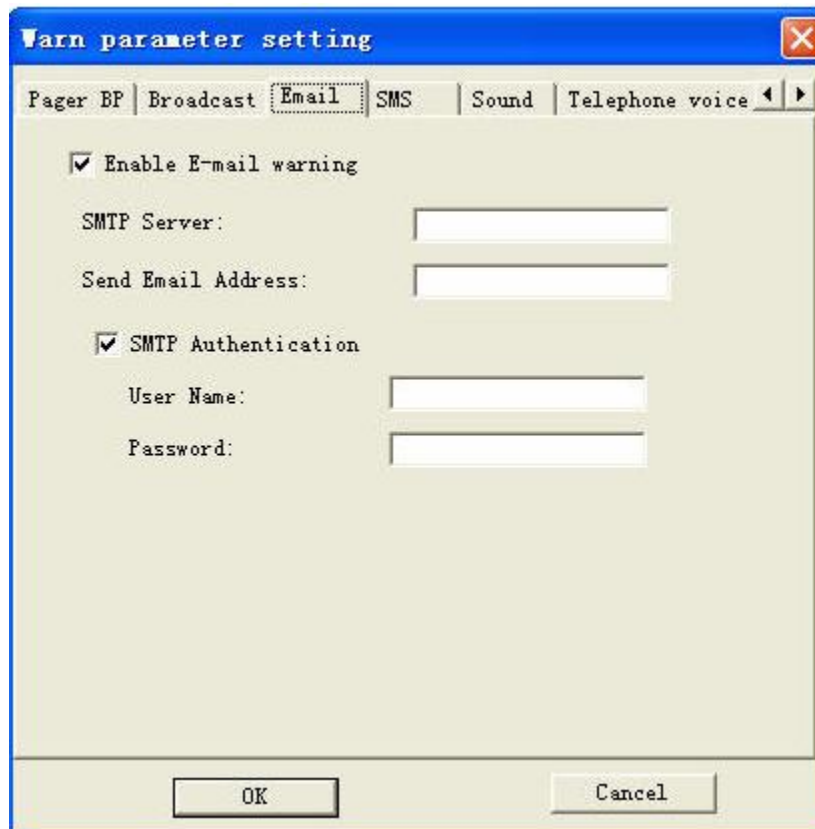 Warn parameter setting
Pager BP Broadcast Email SMS Sound Telephone voice
Enable E-mail warning
SMTP Server:
Send Email Address:
SMTP Authentication
User Name:
Password:
OK Cancel